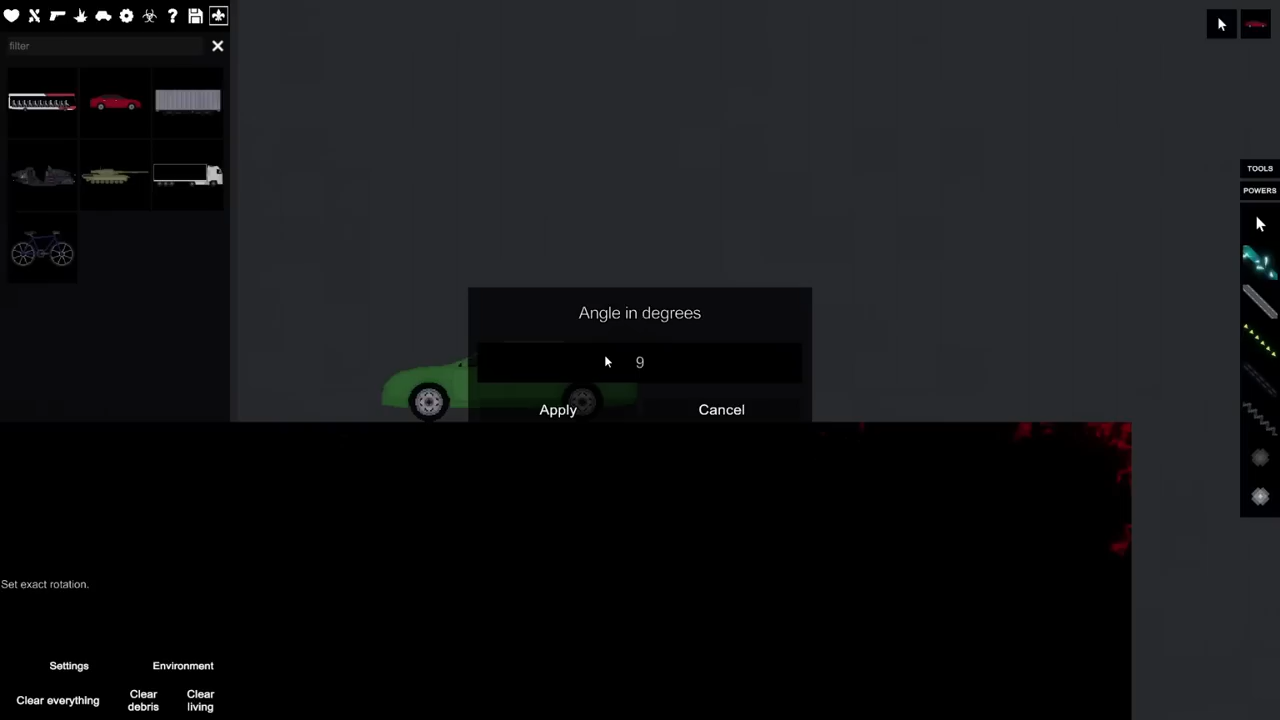 filter
TOOLS
POWERS
Angle in degrees
9
Apply Cancel
Set exact rotation.
Settings Environment
Clear everything
Clear debris
Clear living